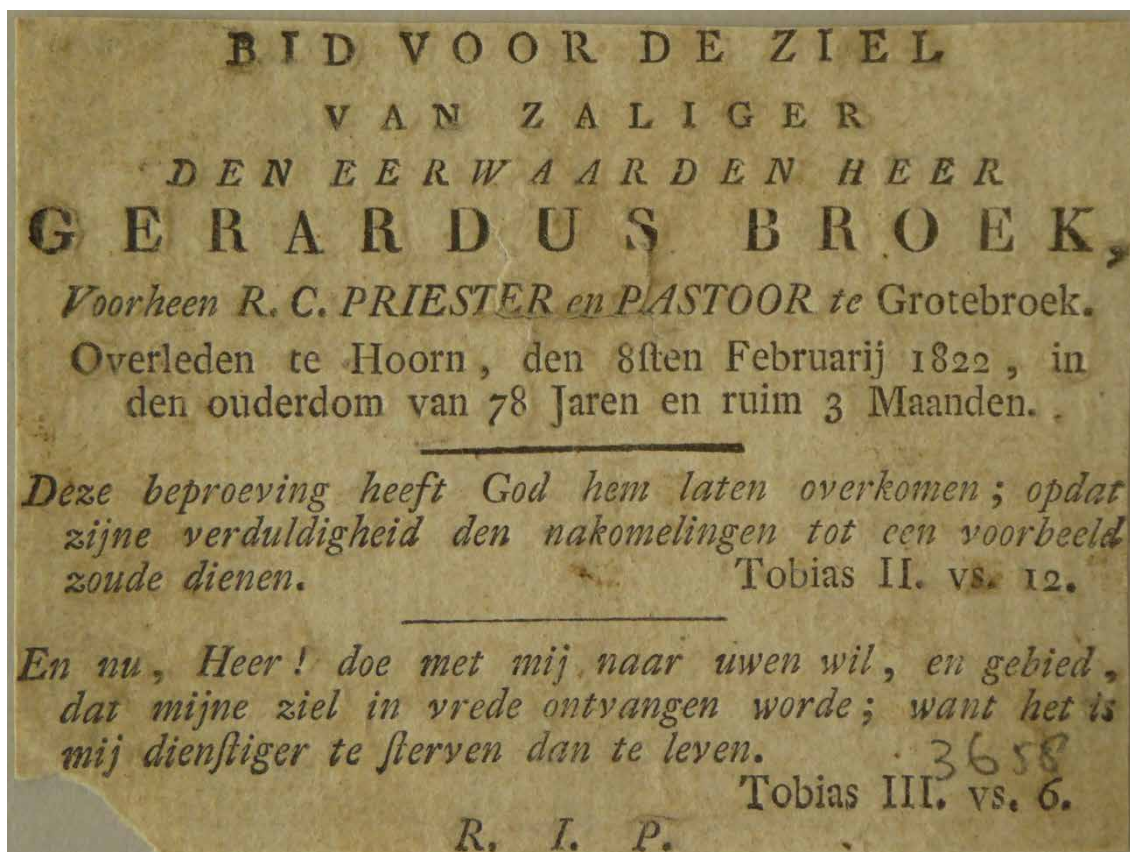 BID VOOR DE ZIEL
VAN ZALIGER
DEN EERWAARDEN HEER
GERARDUS BROEK,
Voorheen R. C. PRIESTER en PASTOOR te Grotebroek.
Overleden te Hoorn, den 8ſten Februarij 1822, in
den ouderdom van 78 Jaren en ruim 3 Maanden.
Deze beproeving heeft God hem laten overkomen; opdat
zijne verduldigheid den nakomelingen tot een voorbeeld
zoude dienen. Tobias II. vs. 12.
En nu, Heer! doe met mij naar uwen wil, en gebied,
dat mijne ziel in vrede ontvangen worde; want het is
mij dienſtiger te ſterven dan te leven.
3658
Tobias III. vs. 6.
R. I. P.